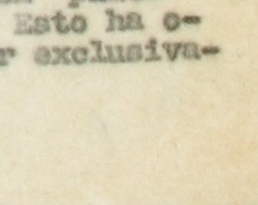 Esto ha o-
r exclusiva-